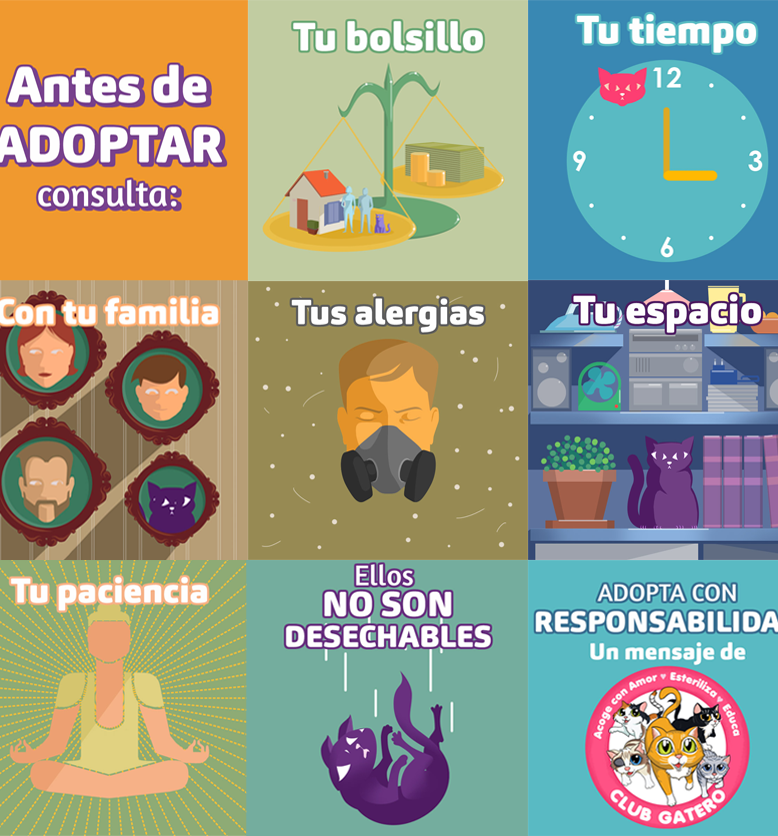 Antes de
ADOPTAR
consulta:
Tu bolsillo
Tu tiempo
12
9
3
6
Con tu familia
Tus alergias
Tu espacio
Tu paciencia
Ellos
NO SON
DESECHABLES
ADOPTA CON
RESPONSABILIDA
Un mensaje de
Acoge con Amor ♥ Esteriliza ♥ Educa
CLUB GATERO